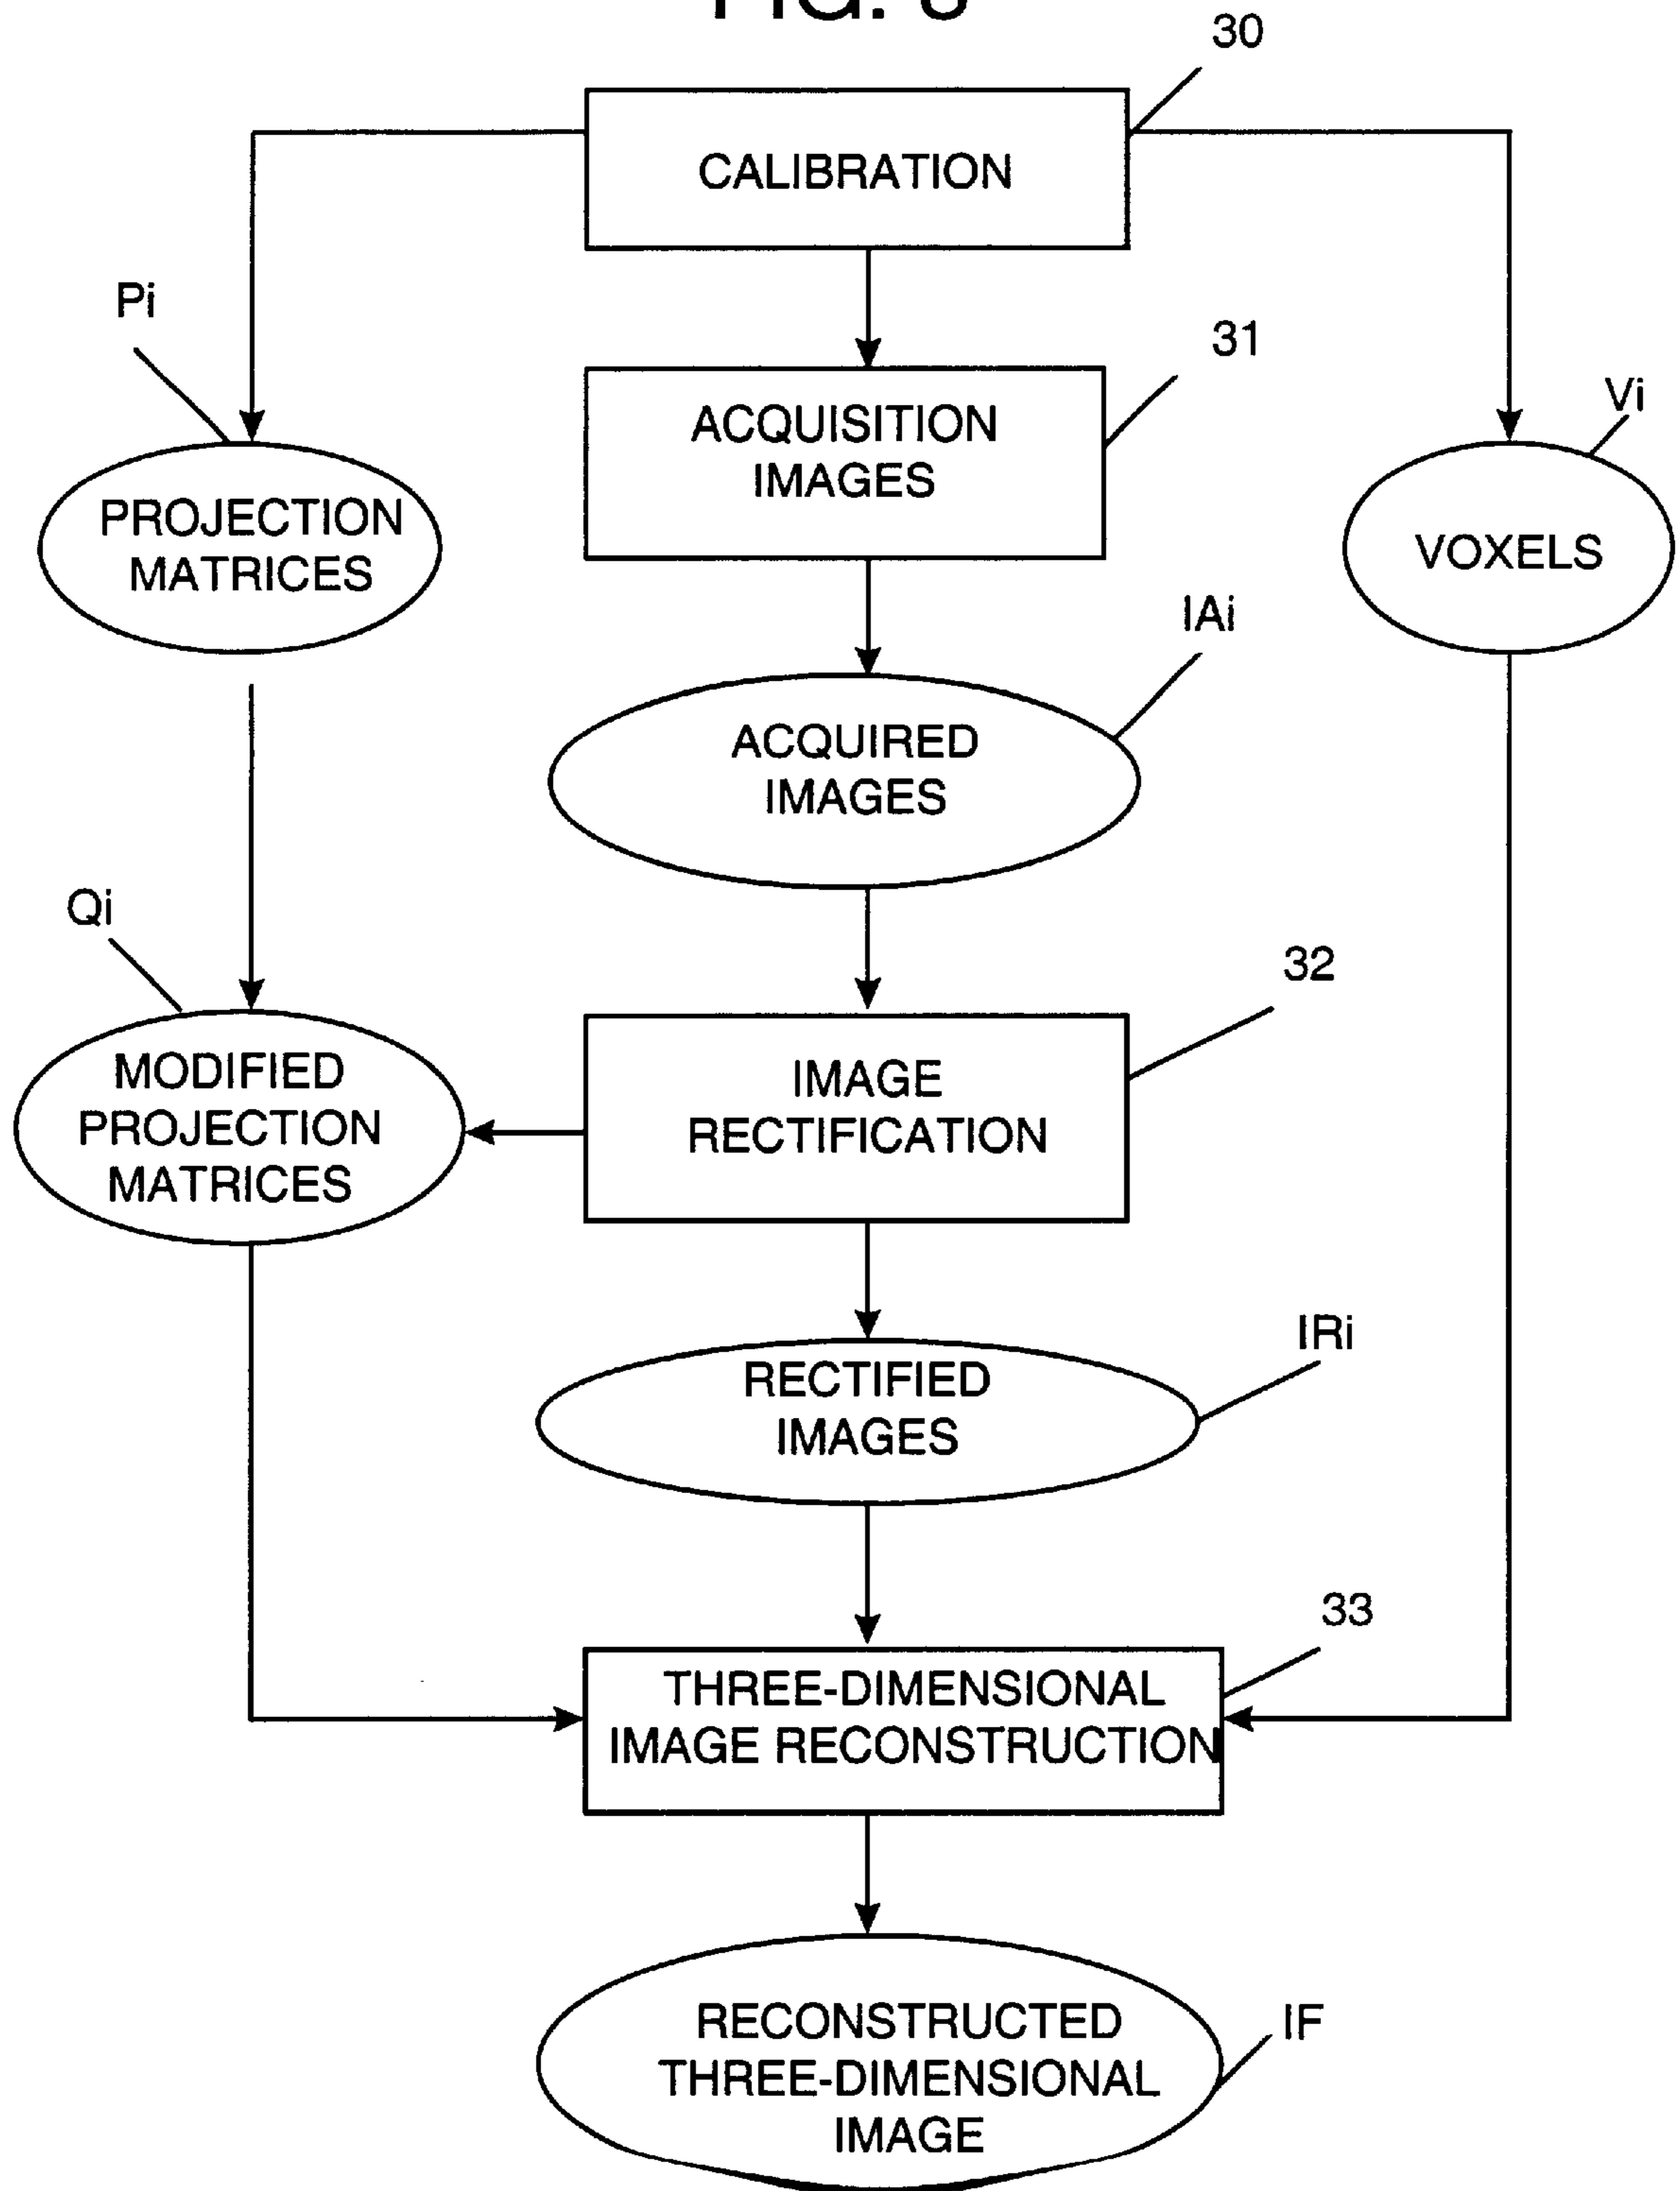 30
CALIBRATION
Pi
31
ACQUISITION
IMAGES
Vi
PROJECTION
MATRICES
VOXELS
IAi
ACQUIRED
IMAGES
Qi
32
MODIFIED
PROJECTION
MATRICES
IMAGE
RECTIFICATION
IRi
RECTIFIED
IMAGES
33
THREE-DIMENSIONAL
IMAGE RECONSTRUCTION
RECONSTRUCTED
THREE-DIMENSIONAL
IMAGE
IF